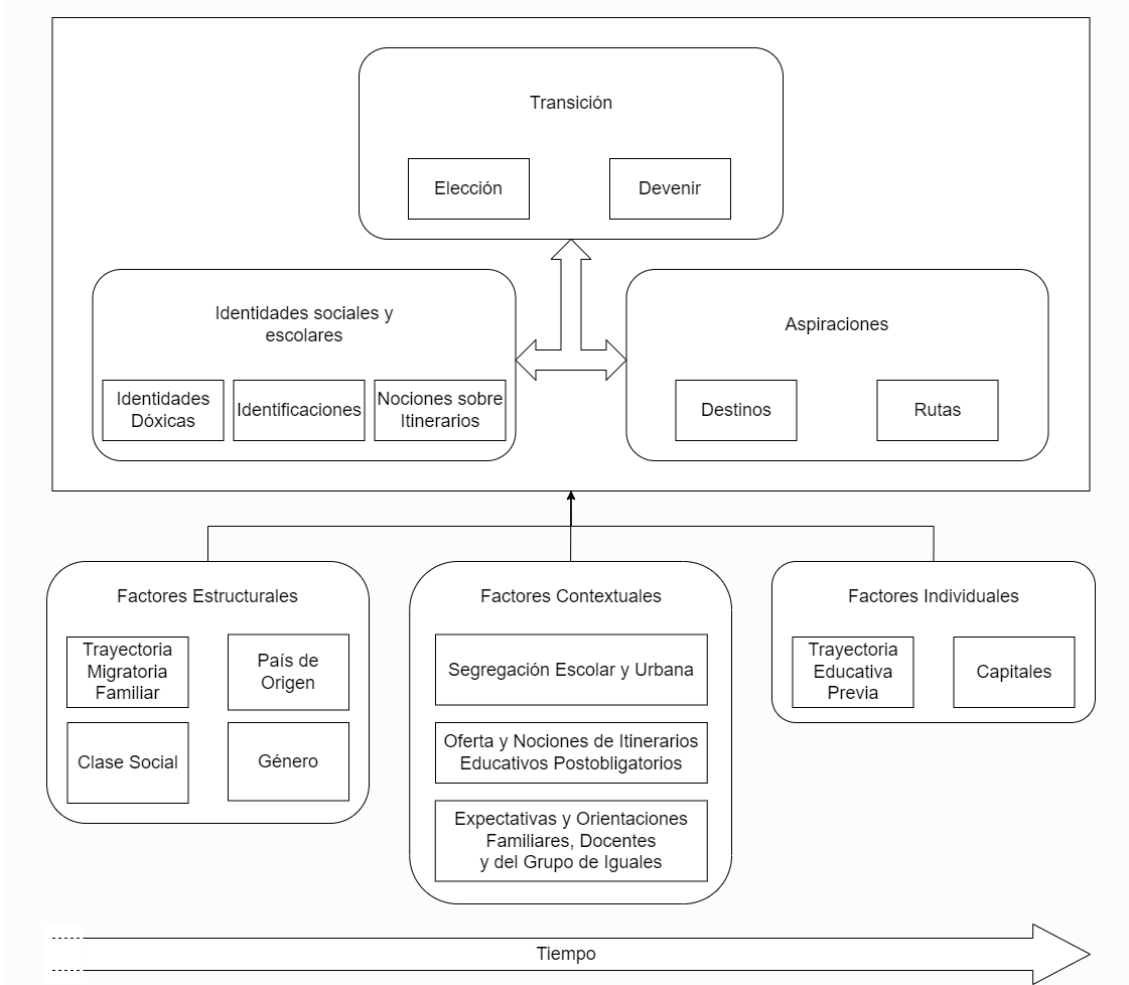 Transición
Elección
Devenir
Identidades sociales y
escolares
Identidades
Dóxicas
Identificaciones
Nociones sobre
Itinerarios
Aspiraciones
Destinos
Rutas
Factores Estructurales
Trayectoria
Migratoria
Familiar
País de
Origen
Clase Social
Género
Factores Contextuales
Segregación Escolar y Urbana
Oferta y Nociones de Itinerarios
Educativos Postobligatorios
Expectativas y Orientaciones
Familiares, Docentes
y del Grupo de Iguales
Factores Individuales
Trayectoria
Educativa
Previa
Capitales
Tiempo